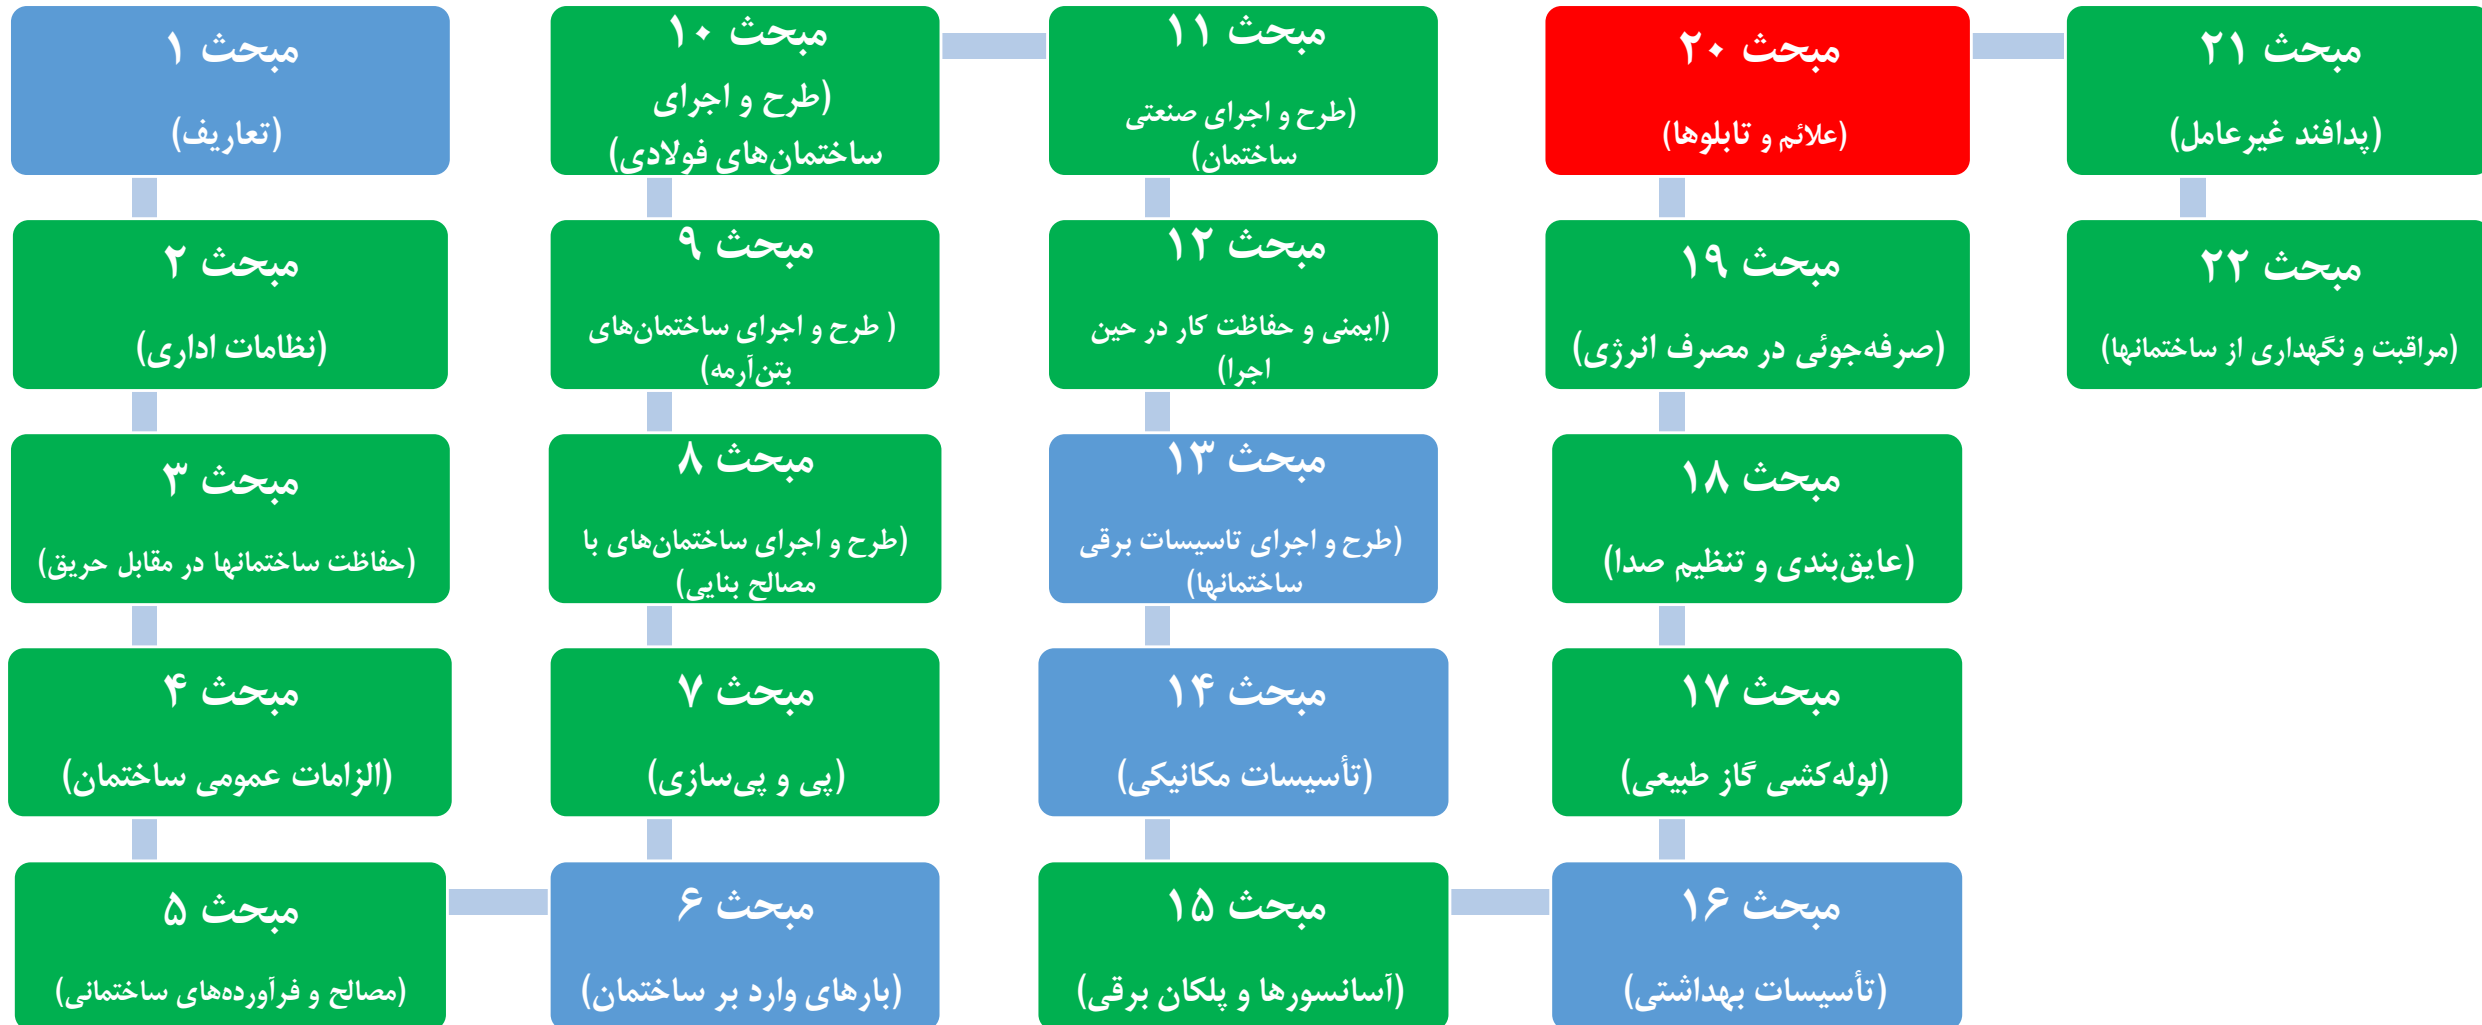 مبحث ۱
(تعاریف)
مبحث ۲
(نظامات اداری)
مبحث ۳
(حفاظت ساختمانها در مقابل حریق)
مبحث ۴
(الزامات عمومی ساختمان)
مبحث ۵
(مصالح و فرآورده‌های ساختمانی)
مبحث ۶
(بارهای وارد بر ساختمان)
مبحث ۷
(پی و پی‌سازی)
مبحث ۸
(طرح و اجرای ساختمان‌های با
مصالح بنایی)
مبحث ۹
( طرح و اجرای ساختمان‌های
بتن‌آرمه)
مبحث ۱۰
(طرح و اجرای
ساختمان‌های فولادی)
مبحث ۱۱
(طرح و اجرای صنعتی
ساختمان)
مبحث ۱۲
(ایمنی و حفاظت کار در حین
اجرا)
مبحث ۱۳
(طرح و اجرای تاسیسات برقی
ساختمانها)
مبحث ۱۴
(تأسیسات مکانیکی)
مبحث ۱۵
(آسانسورها و پلکان برقی)
مبحث ۱۶
(تأسیسات بهداشتی)
مبحث ۱۷
(لوله‌کشی گاز طبیعی)
مبحث ۱۸
(عایق‌بندی و تنظیم صدا)
مبحث ۱۹
(صرفه‌جوئی در مصرف انرژی)
مبحث ۲۰
(علائم و تابلوها)
مبحث ۲۱
(پدافند غیرعامل)
مبحث ۲۲
(مراقبت و نگهداری از ساختمانها)